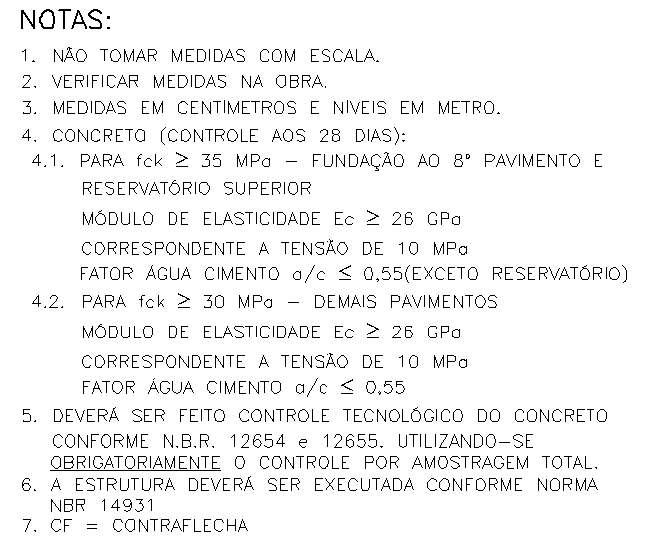 NOTAS:
1. NÃO TOMAR MEDIDAS COM ESCALA.
2. VERIFICAR MEDIDAS NA OBRA.
3. MEDIDAS EM CENTÍMETROS E NÍVEIS EM METRO.
4. CONCRETO (CONTROLE AOS 28 DIAS):
4.1. PARA fck ≥ 35 MPa – FUNDAÇÃO AO 8º PAVIMENTO E
RESERVATÓRIO SUPERIOR
MÓDULO DE ELASTICIDADE Ec ≥ 26 GPa
CORRESPONDENTE A TENSÃO DE 10 MPa
FATOR ÁGUA CIMENTO a/c ≤ 0,55(EXCETO RESERVATÓRIO)
4.2. PARA fck ≥ 30 MPa – DEMAIS PAVIMENTOS
MÓDULO DE ELASTICIDADE Ec ≥ 26 GPa
CORRESPONDENTE A TENSÃO DE 10 MPa
FATOR ÁGUA CIMENTO a/c ≤ 0,55
5. DEVERÁ SER FEITO CONTROLE TECNOLÓGICO DO CONCRETO
CONFORME N.B.R. 12654 e 12655. UTILIZANDO–SE
OBRIGATORIAMENTE O CONTROLE POR AMOSTRAGEM TOTAL.
6. A ESTRUTURA DEVERÁ SER EXECUTADA CONFORME NORMA
NBR 14931
7. CF = CONTRAFLECHA